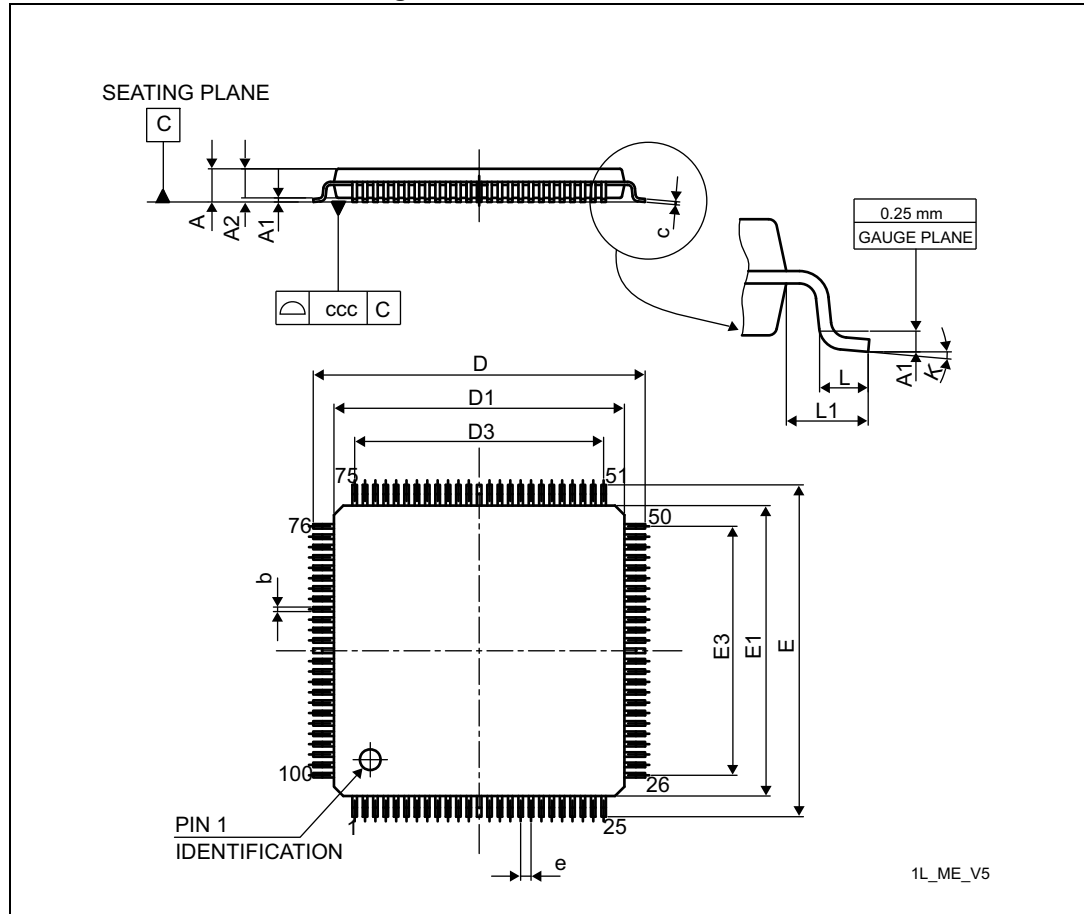 SEATING PLANE
C
A
A2
A1
c
ccc C
0.25 mm
GAUGE PLANE
A1
K
L
L1
D
D1
D3
75
51
76
50
b
E3
E1
E
100
26
PIN 1
IDENTIFICATION
1
25
e
1L_ME_V5